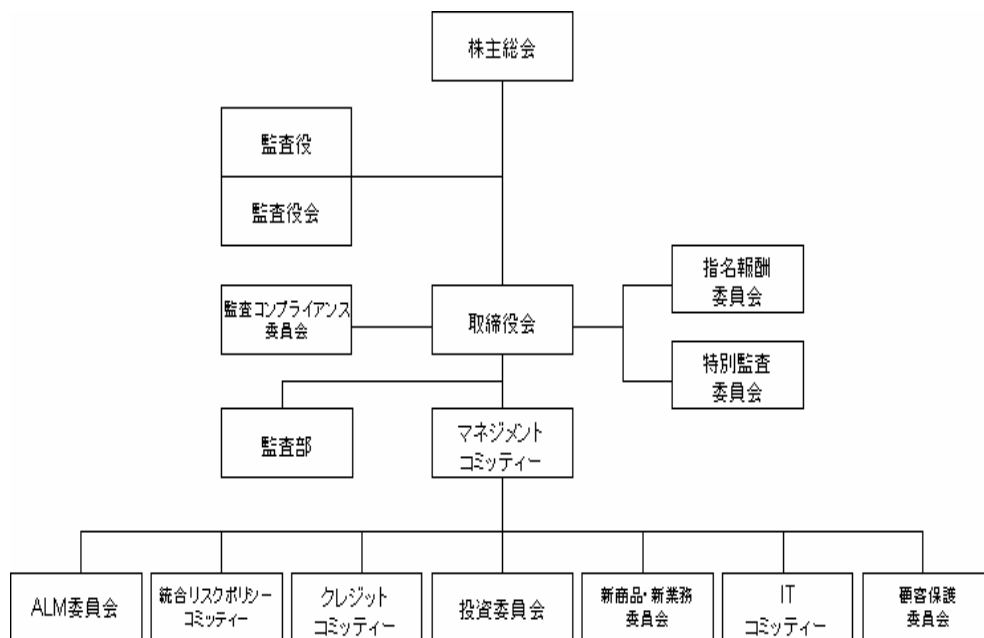 株主総会
監査役
監査役会
指名報酬
委員会
監査コンプライアンス
委員会
取締役会
特別監査
委員会
監査部
マネジメント
コミッティー
ALM委員会
統合リスクポリシー
コミッティー
クレジット
コミッティー
投資委員会
新商品・新業務
委員会
IT
コミッティー
顧客保護
委員会